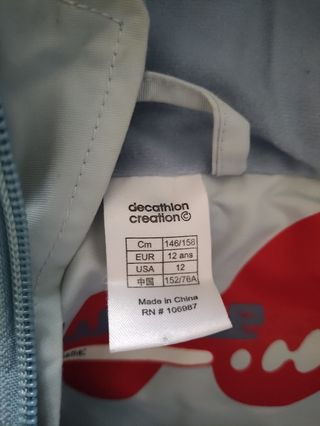 decathlon
creation©
Cm 146/158
EUR 12 ans
USA 12
中国 152/76A
Made in China
RN # 106987